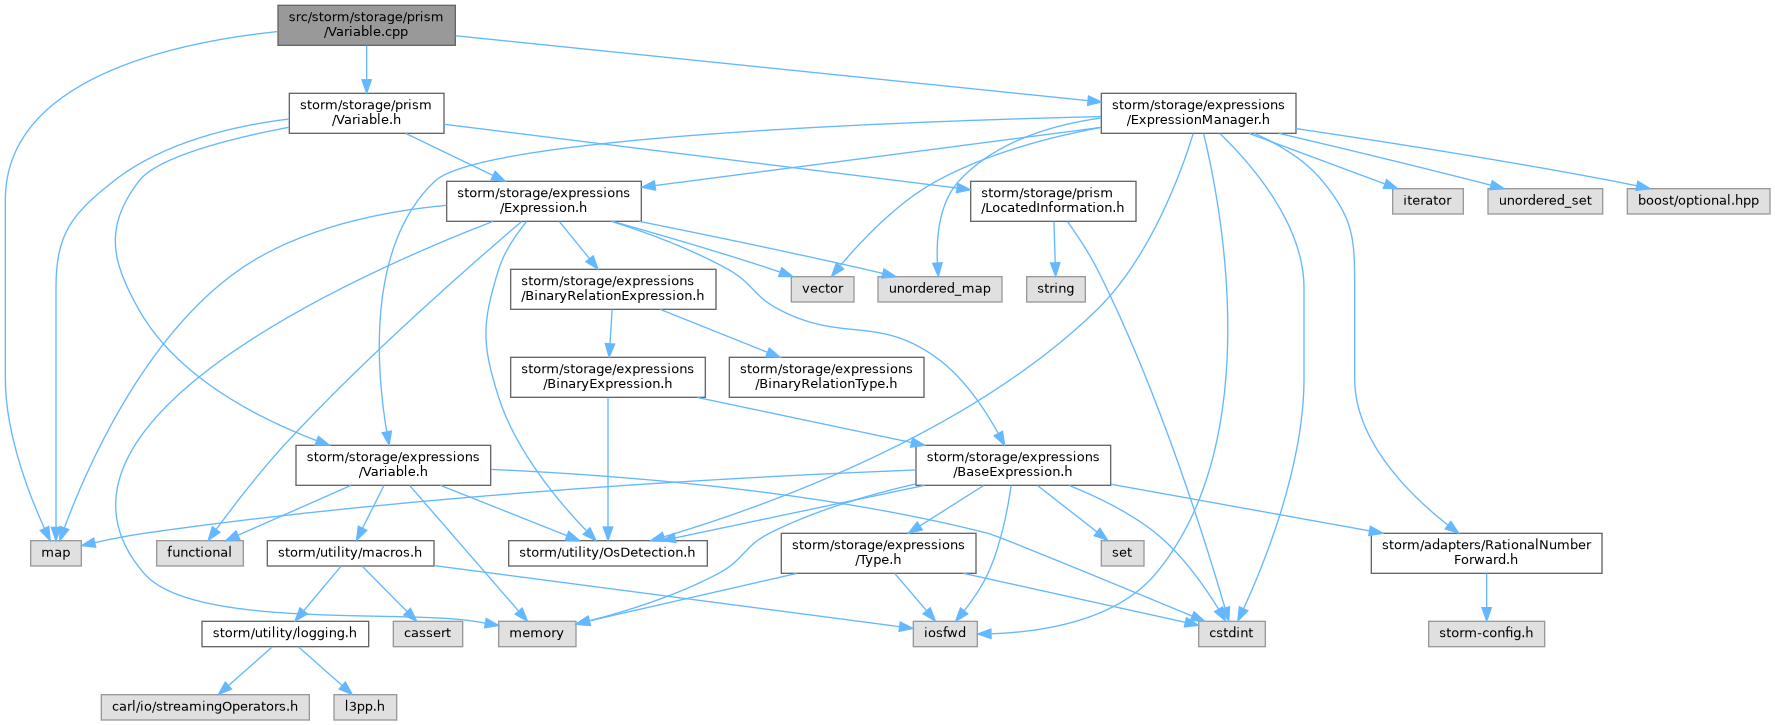 src/storm/storage/prism
/Variable.cpp
storm/storage/prism
/Variable.h
storm/storage/expressions
/ExpressionManager.h
storm/storage/expressions
/Expression.h
storm/storage/prism
/LocatedInformation.h
iterator
unordered_set
boost/optional.hpp
storm/storage/expressions
/BinaryRelationExpression.h
vector
unordered_map
string
storm/storage/expressions
/BinaryExpression.h
storm/storage/expressions
/BinaryRelationType.h
storm/storage/expressions
/Variable.h
storm/storage/expressions
/BaseExpression.h
map
functional
storm/utility/macros.h
storm/utility/OsDetection.h
storm/storage/expressions
/Type.h
set
storm/adapters/RationalNumber
Forward.h
storm/utility/logging.h
cassert
memory
iosfwd
cstdint
storm-config.h
carl/io/streamingOperators.h
l3pp.h